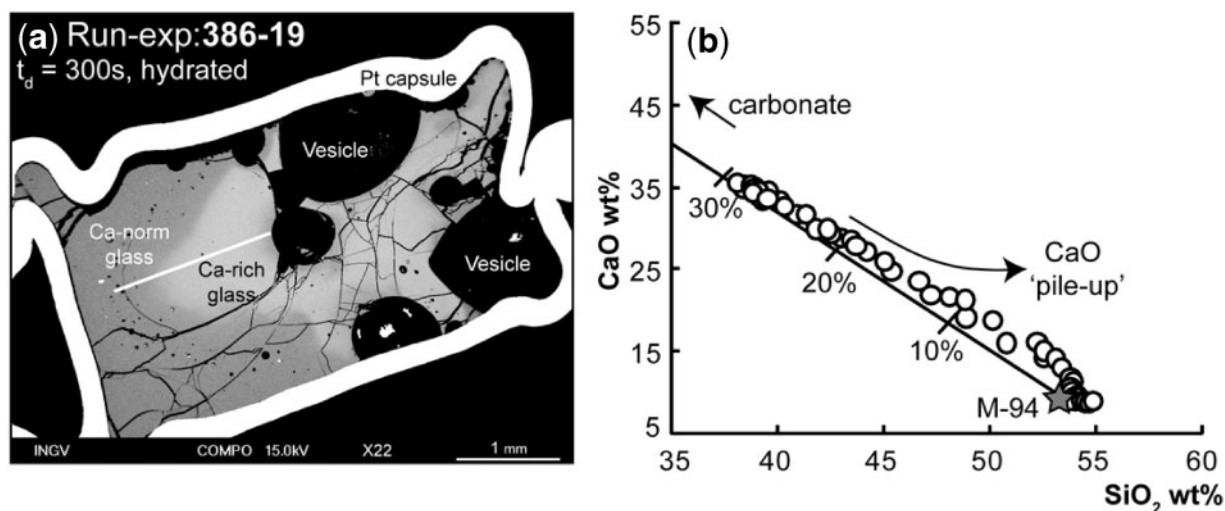 (a) Run-exp:386-19
t_d = 300s, hydrated
Pt capsule
Vesicle
Ca-norm
glass
Ca-rich
glass
Vesicle
INGV COMPO 15.0kV X22 1 mm
(b)
55
45
35
25
15
5
CaO wt%
carbonate
30%
20%
10%
CaO
'pile-up'
M-94
35 40 45 50 55 60
SiO₂ wt%